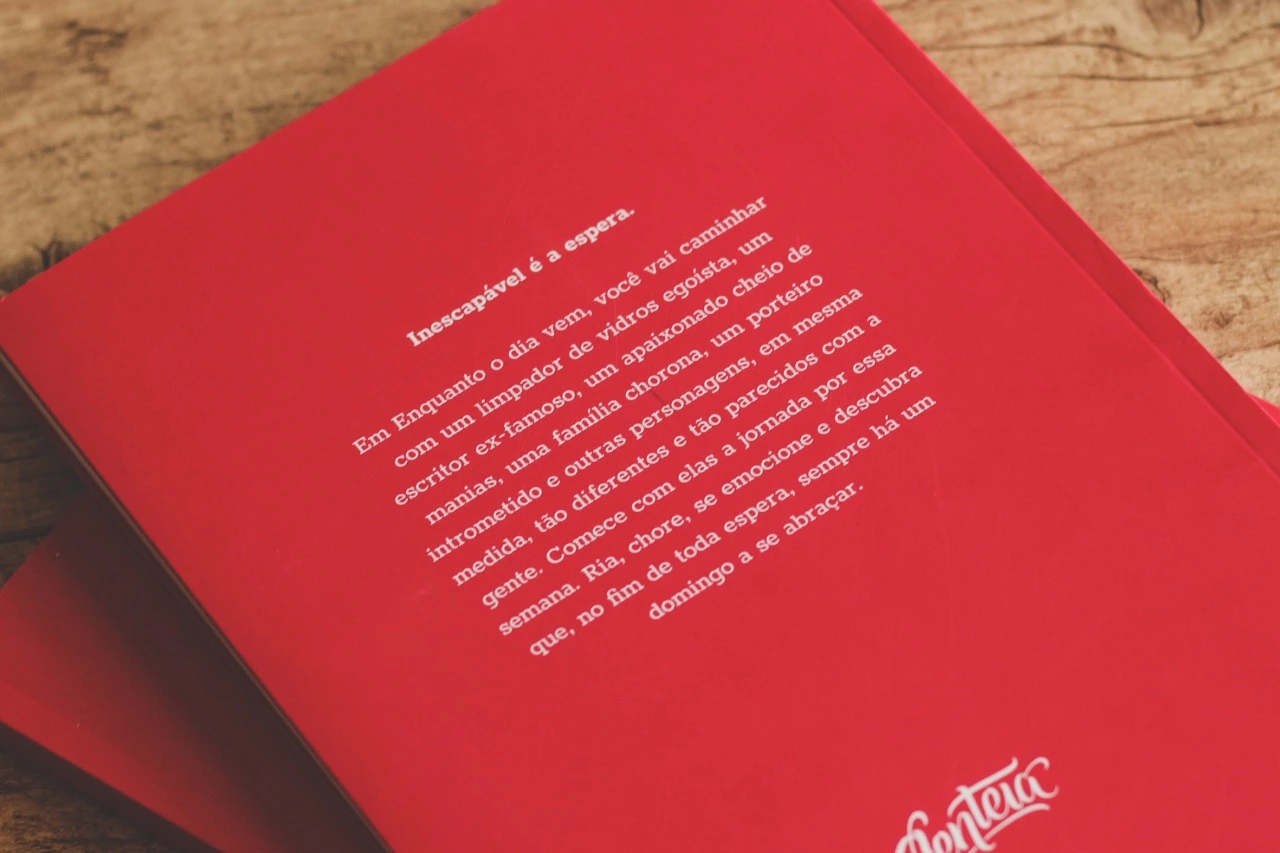 Inescapável é a espera.
Em Enquanto o dia vem, você vai caminhar
com um limpador de vidros egoísta, um
escritor ex-famoso, um apaixonado cheio de
manias, uma família chorona, um porteiro
intrometido e outras personagens, em mesma
medida, tão diferentes e tão parecidos com a
gente. Comece com elas a jornada por essa
semana. Ria, chore, se emocione e descubra
que, no fim de toda espera, sempre há um
domingo a se abraçar.